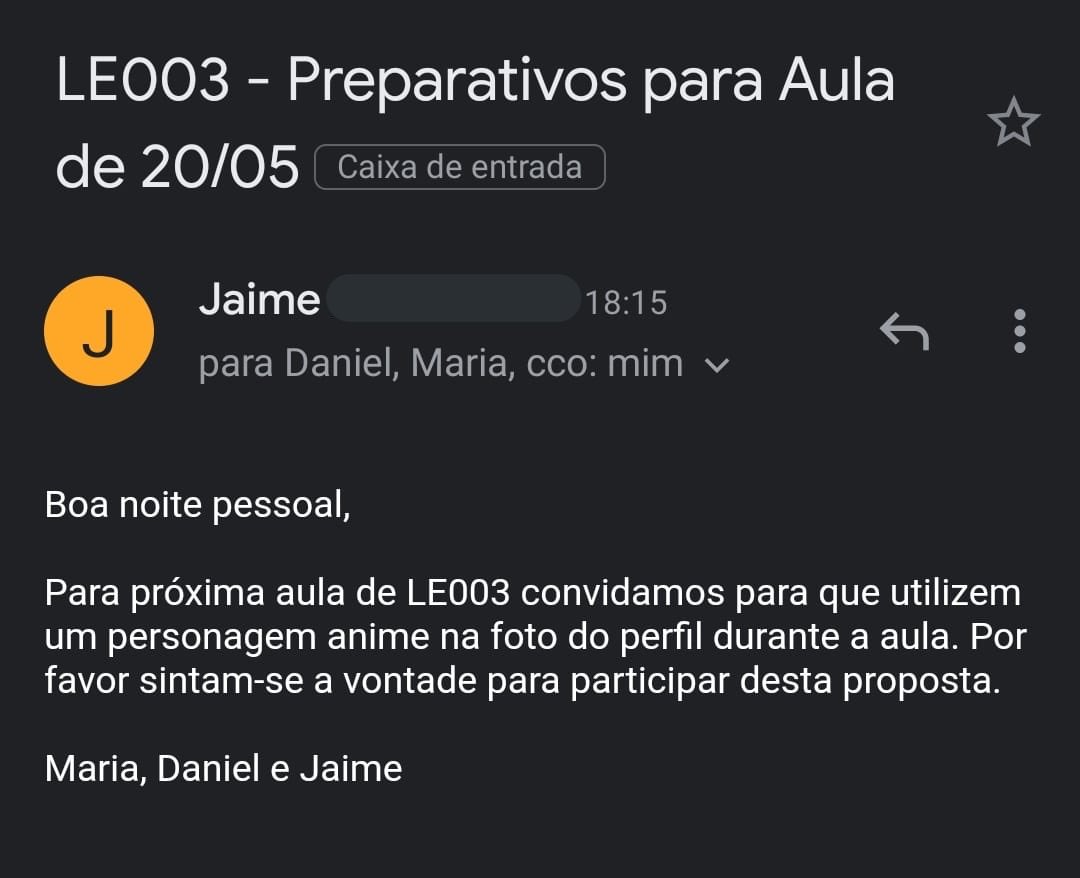 LE003 - Preparativos para Aula
de 20/05 Caixa de entrada
J
Jaime 18:15
para Daniel, Maria, cco: mim
Boa noite pessoal,
Para próxima aula de LE003 convidamos para que utilizem
um personagem anime na foto do perfil durante a aula. Por
favor sintam-se a vontade para participar desta proposta.
Maria, Daniel e Jaime